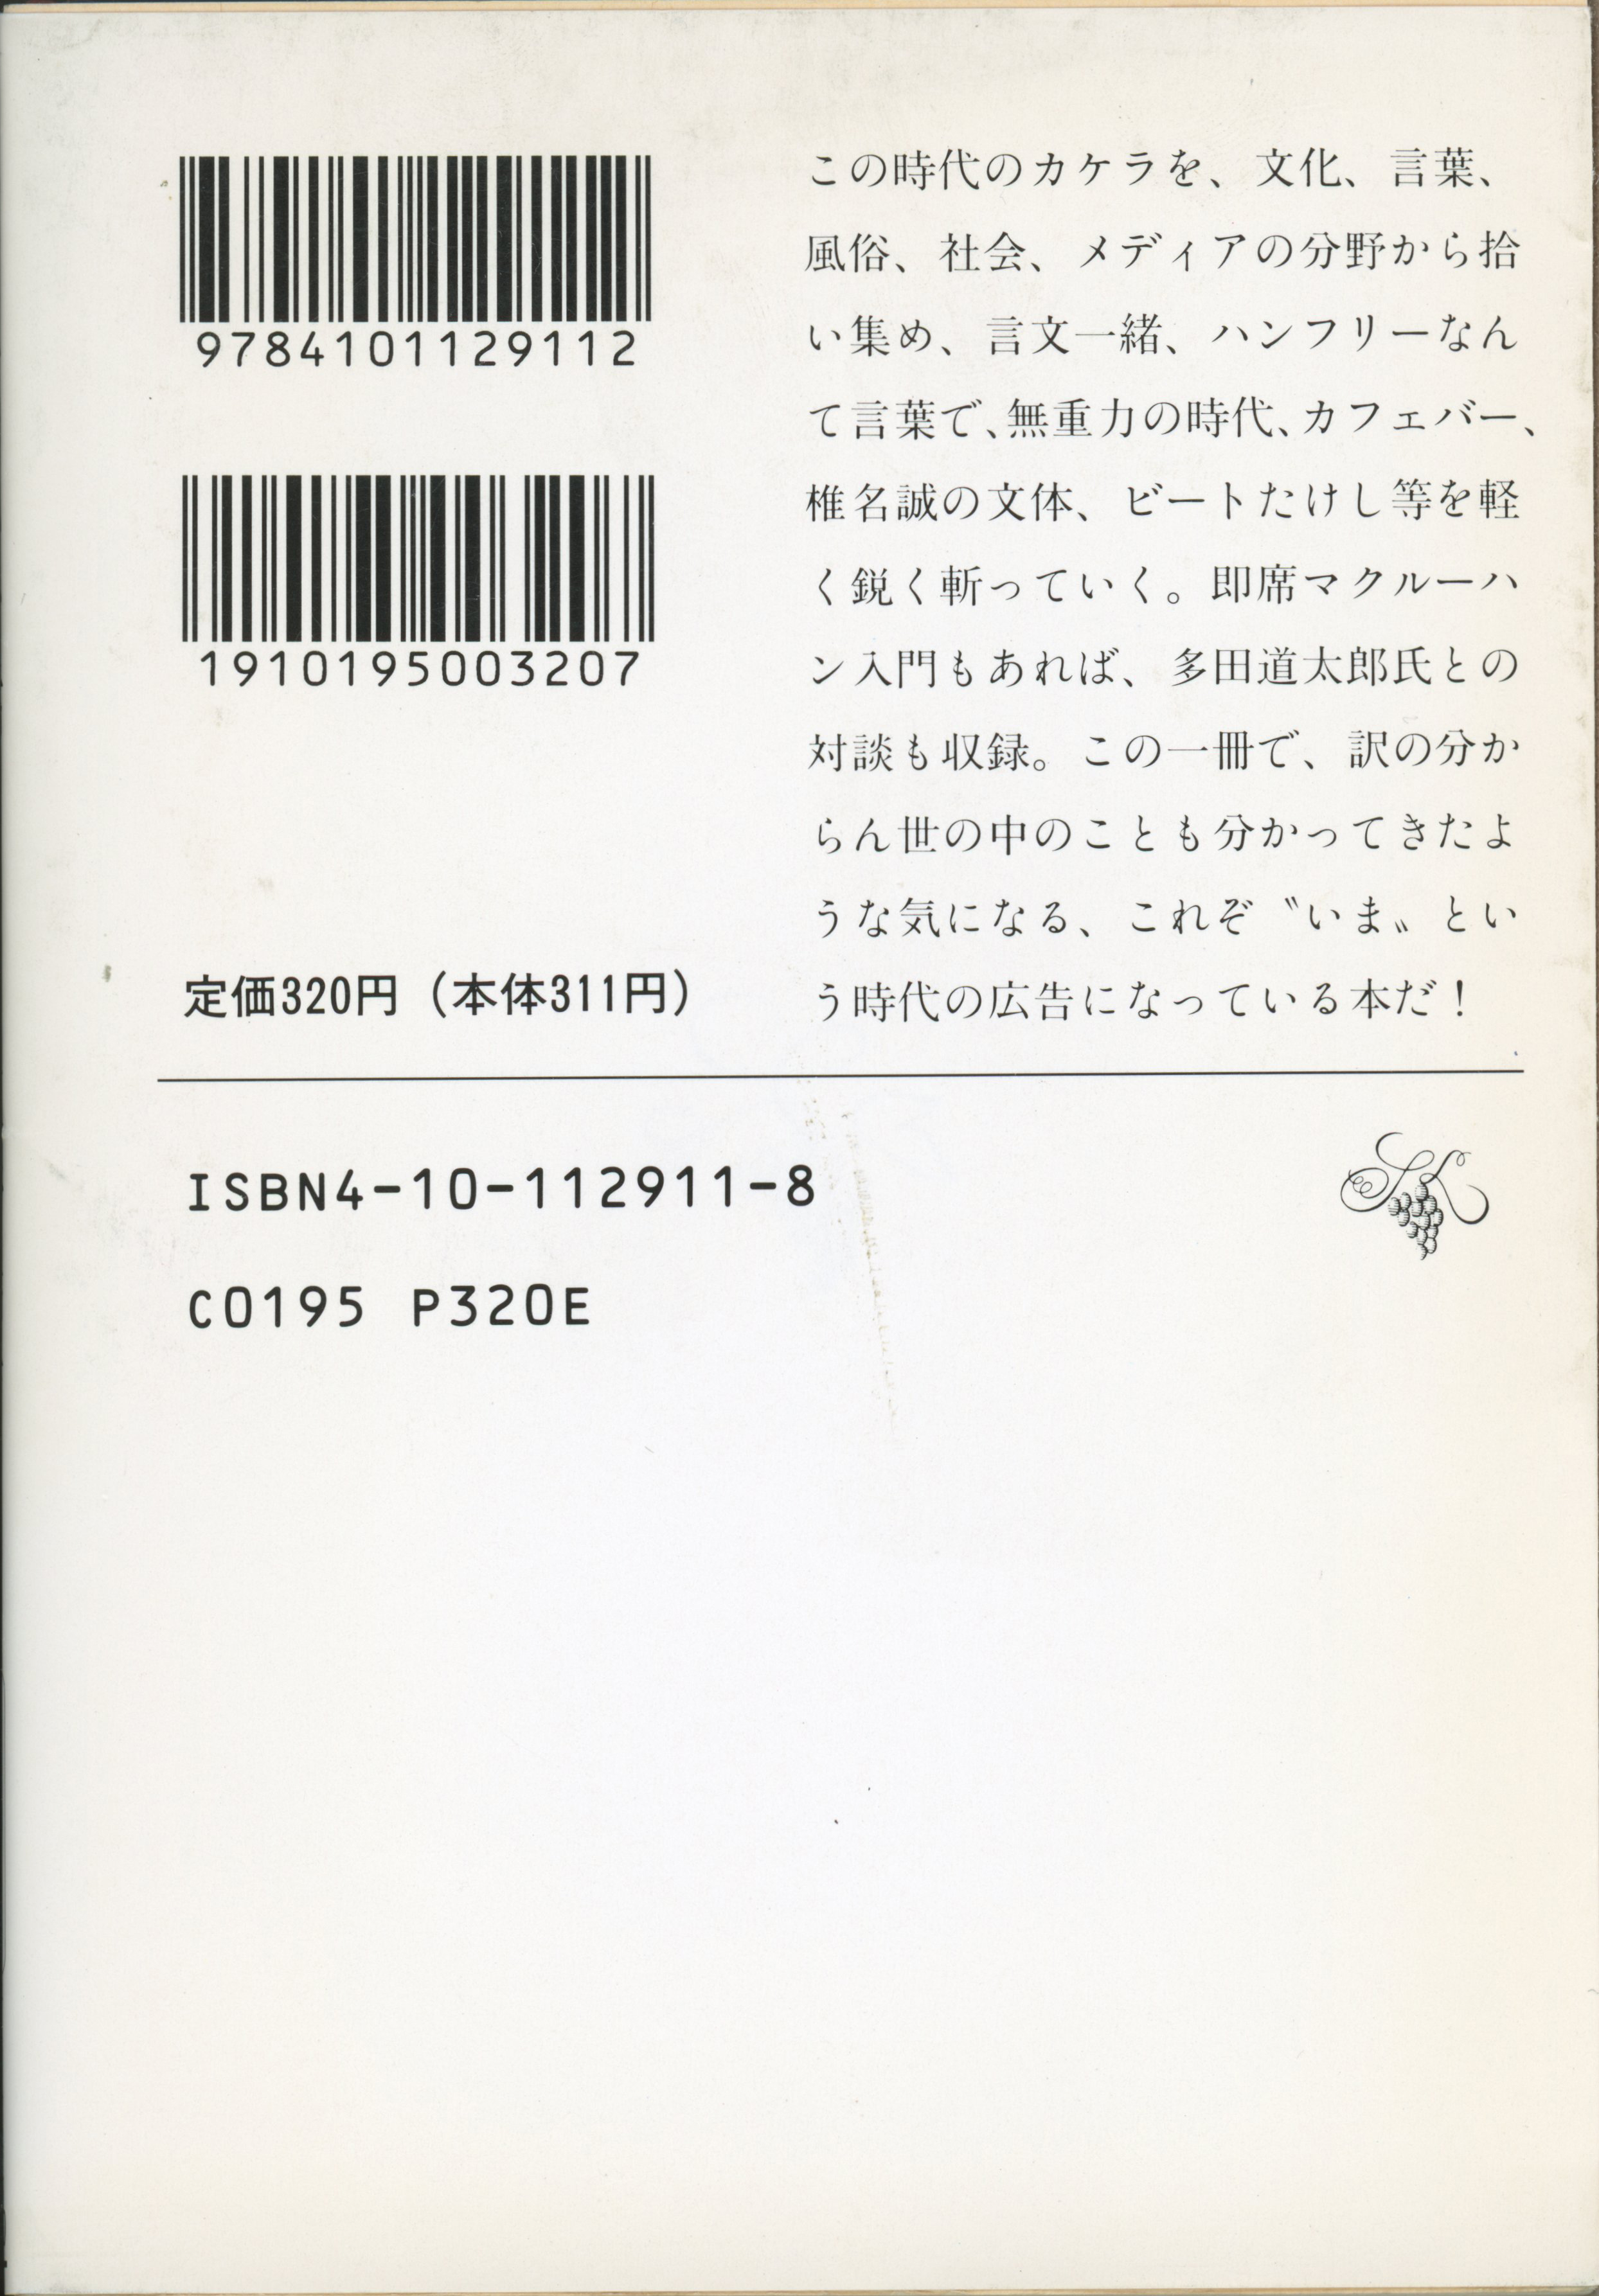 9784101129112
1910195003207
定価320円（本体311円）
この時代のカケラを、文化、言葉、
風俗、社会、メディアの分野から拾
い集め、言文一緒、ハンフリーなん
て言葉で、無重力の時代、カフェバー、
椎名誠の文体、ビートたけし等を軽
く鋭く斬っていく。即席マクルーハ
ン入門もあれば、多田道太郎氏との
対談も収録。この一冊で、訳の分か
らん世の中のことも分かってきたよ
うな気になる、これぞ〝いま〟とい
う時代の広告になっている本だ！
ISBN4-10-112911-8
C0195 P320E
SK